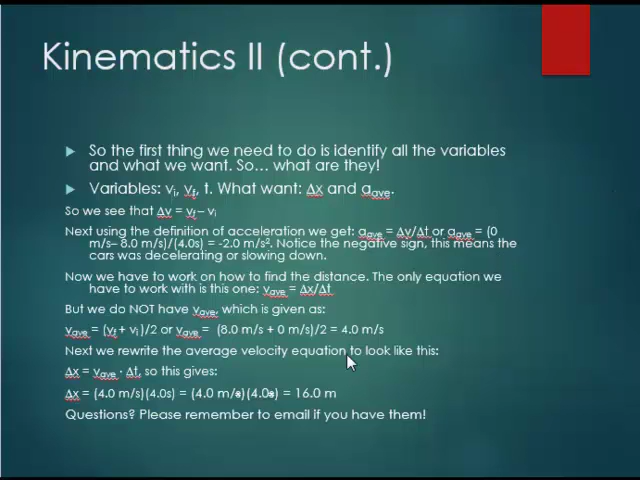 Kinematics II (cont.)
So the first thing we need to do is identify all the variables
and what we want. So… what are they!
Variables: vi, vf, t. What want: Δx and aave.
So we see that Δv = vf – vi
Next using the definition of acceleration we get: aave = Δv/Δt or aave = (0
m/s– 8.0 m/s)/(4.0s) = -2.0 m/s². Notice the negative sign, this means the
cars was decelerating or slowing down.
Now we have to work on how to find the distance. The only equation we
have to work with is this one: vave = Δx/Δt
But we do NOT have vave, which is given as:
vave = (vf + vi )/2 or vave = (8.0 m/s + 0 m/s)/2 = 4.0 m/s
Next we rewrite the average velocity equation to look like this:
Δx = vave · Δt, so this gives:
Δx = (4.0 m/s)(4.0s) = (4.0 m/s)(4.0s) = 16.0 m
Questions? Please remember to email if you have them!